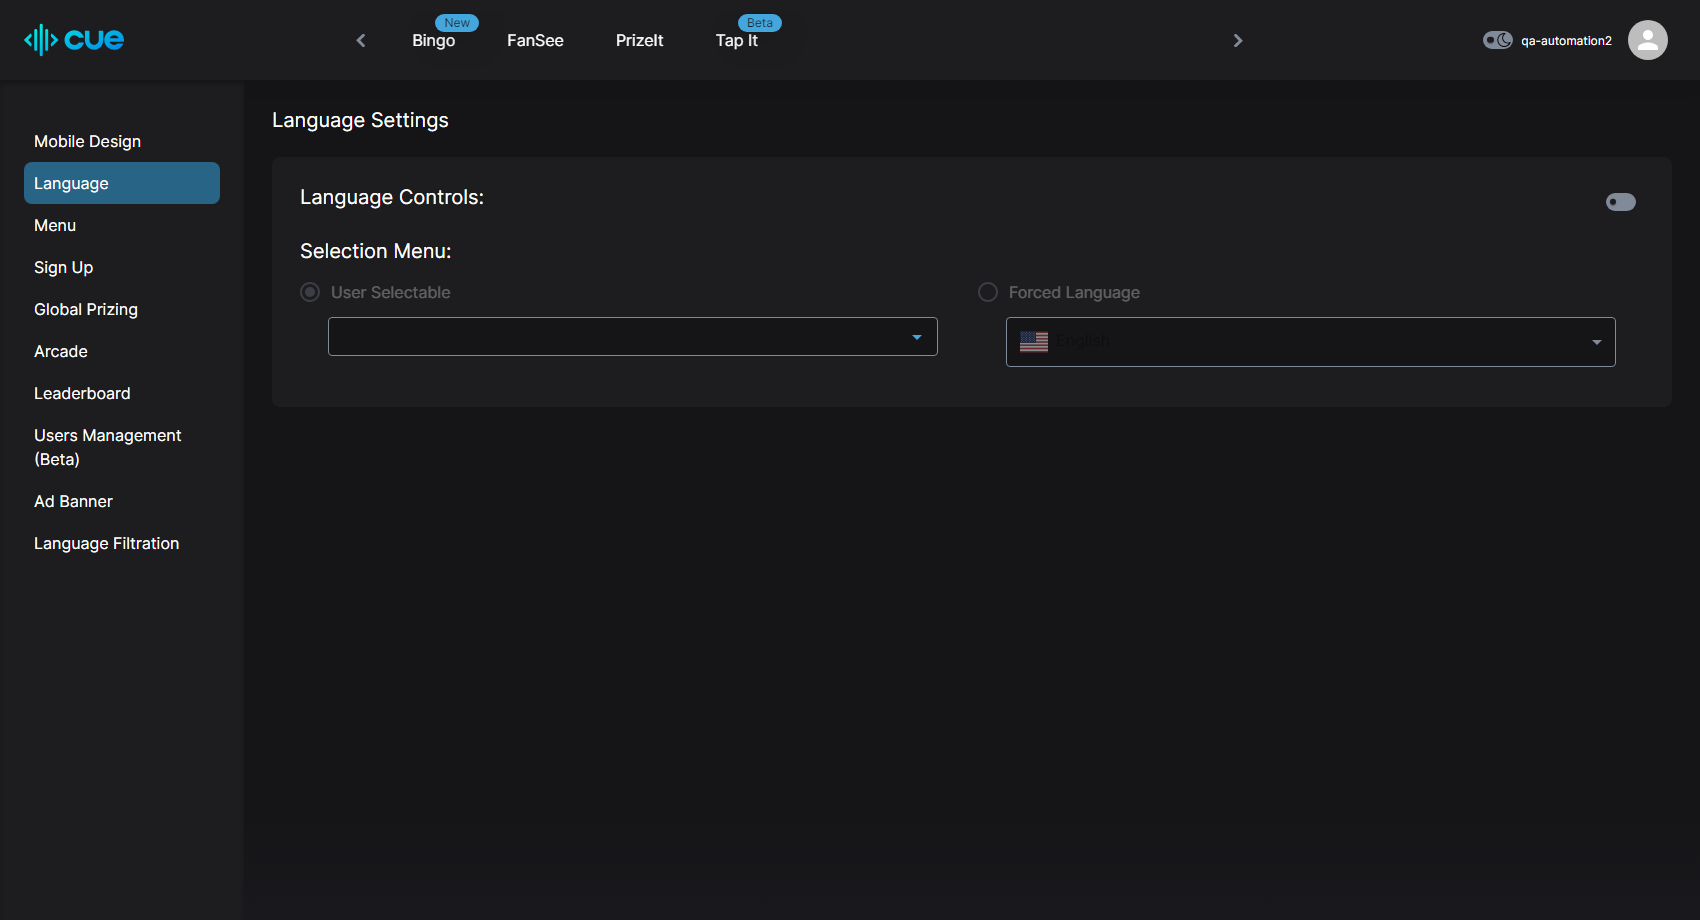 cue
New
Beta
Bingo
FanSee
PrizeIt
Tap It
qa-automation2
Mobile Design
Language
Menu
Sign Up
Global Prizing
Arcade
Leaderboard
Users Management
(Beta)
Ad Banner
Language Filtration
Language Settings
Language Controls:
Selection Menu:
User Selectable
Forced Language
English